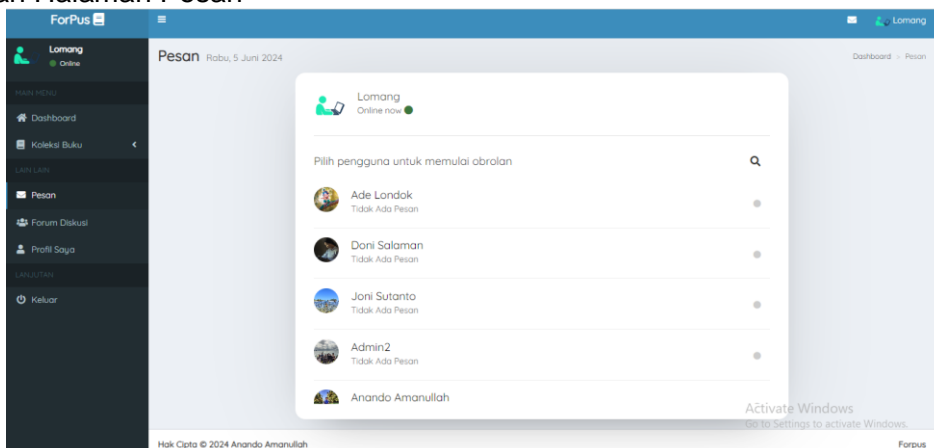 an Halaman Pesan
ForPus
Lomang
Lomang
Online
MAIN MENU
Dashboard
Koleksi Buku
LAIN LAIN
Pesan
Forum Diskusi
Profil Saya
LANJUTAN
Keluar
Pesan Rabu, 5 Juni 2024
Dashboard > Pesan
Lomang
Online now
Pilih pengguna untuk memulai obrolan
Ade Londok
Tidak Ada Pesan
Doni Salaman
Tidak Ada Pesan
Joni Sutanto
Tidak Ada Pesan
Admin2
Tidak Ada Pesan
Anando Amanullah
Activate Windows
Go to Settings to activate Windows.
Hak Cipta © 2024 Anando Amanullah
Forpus